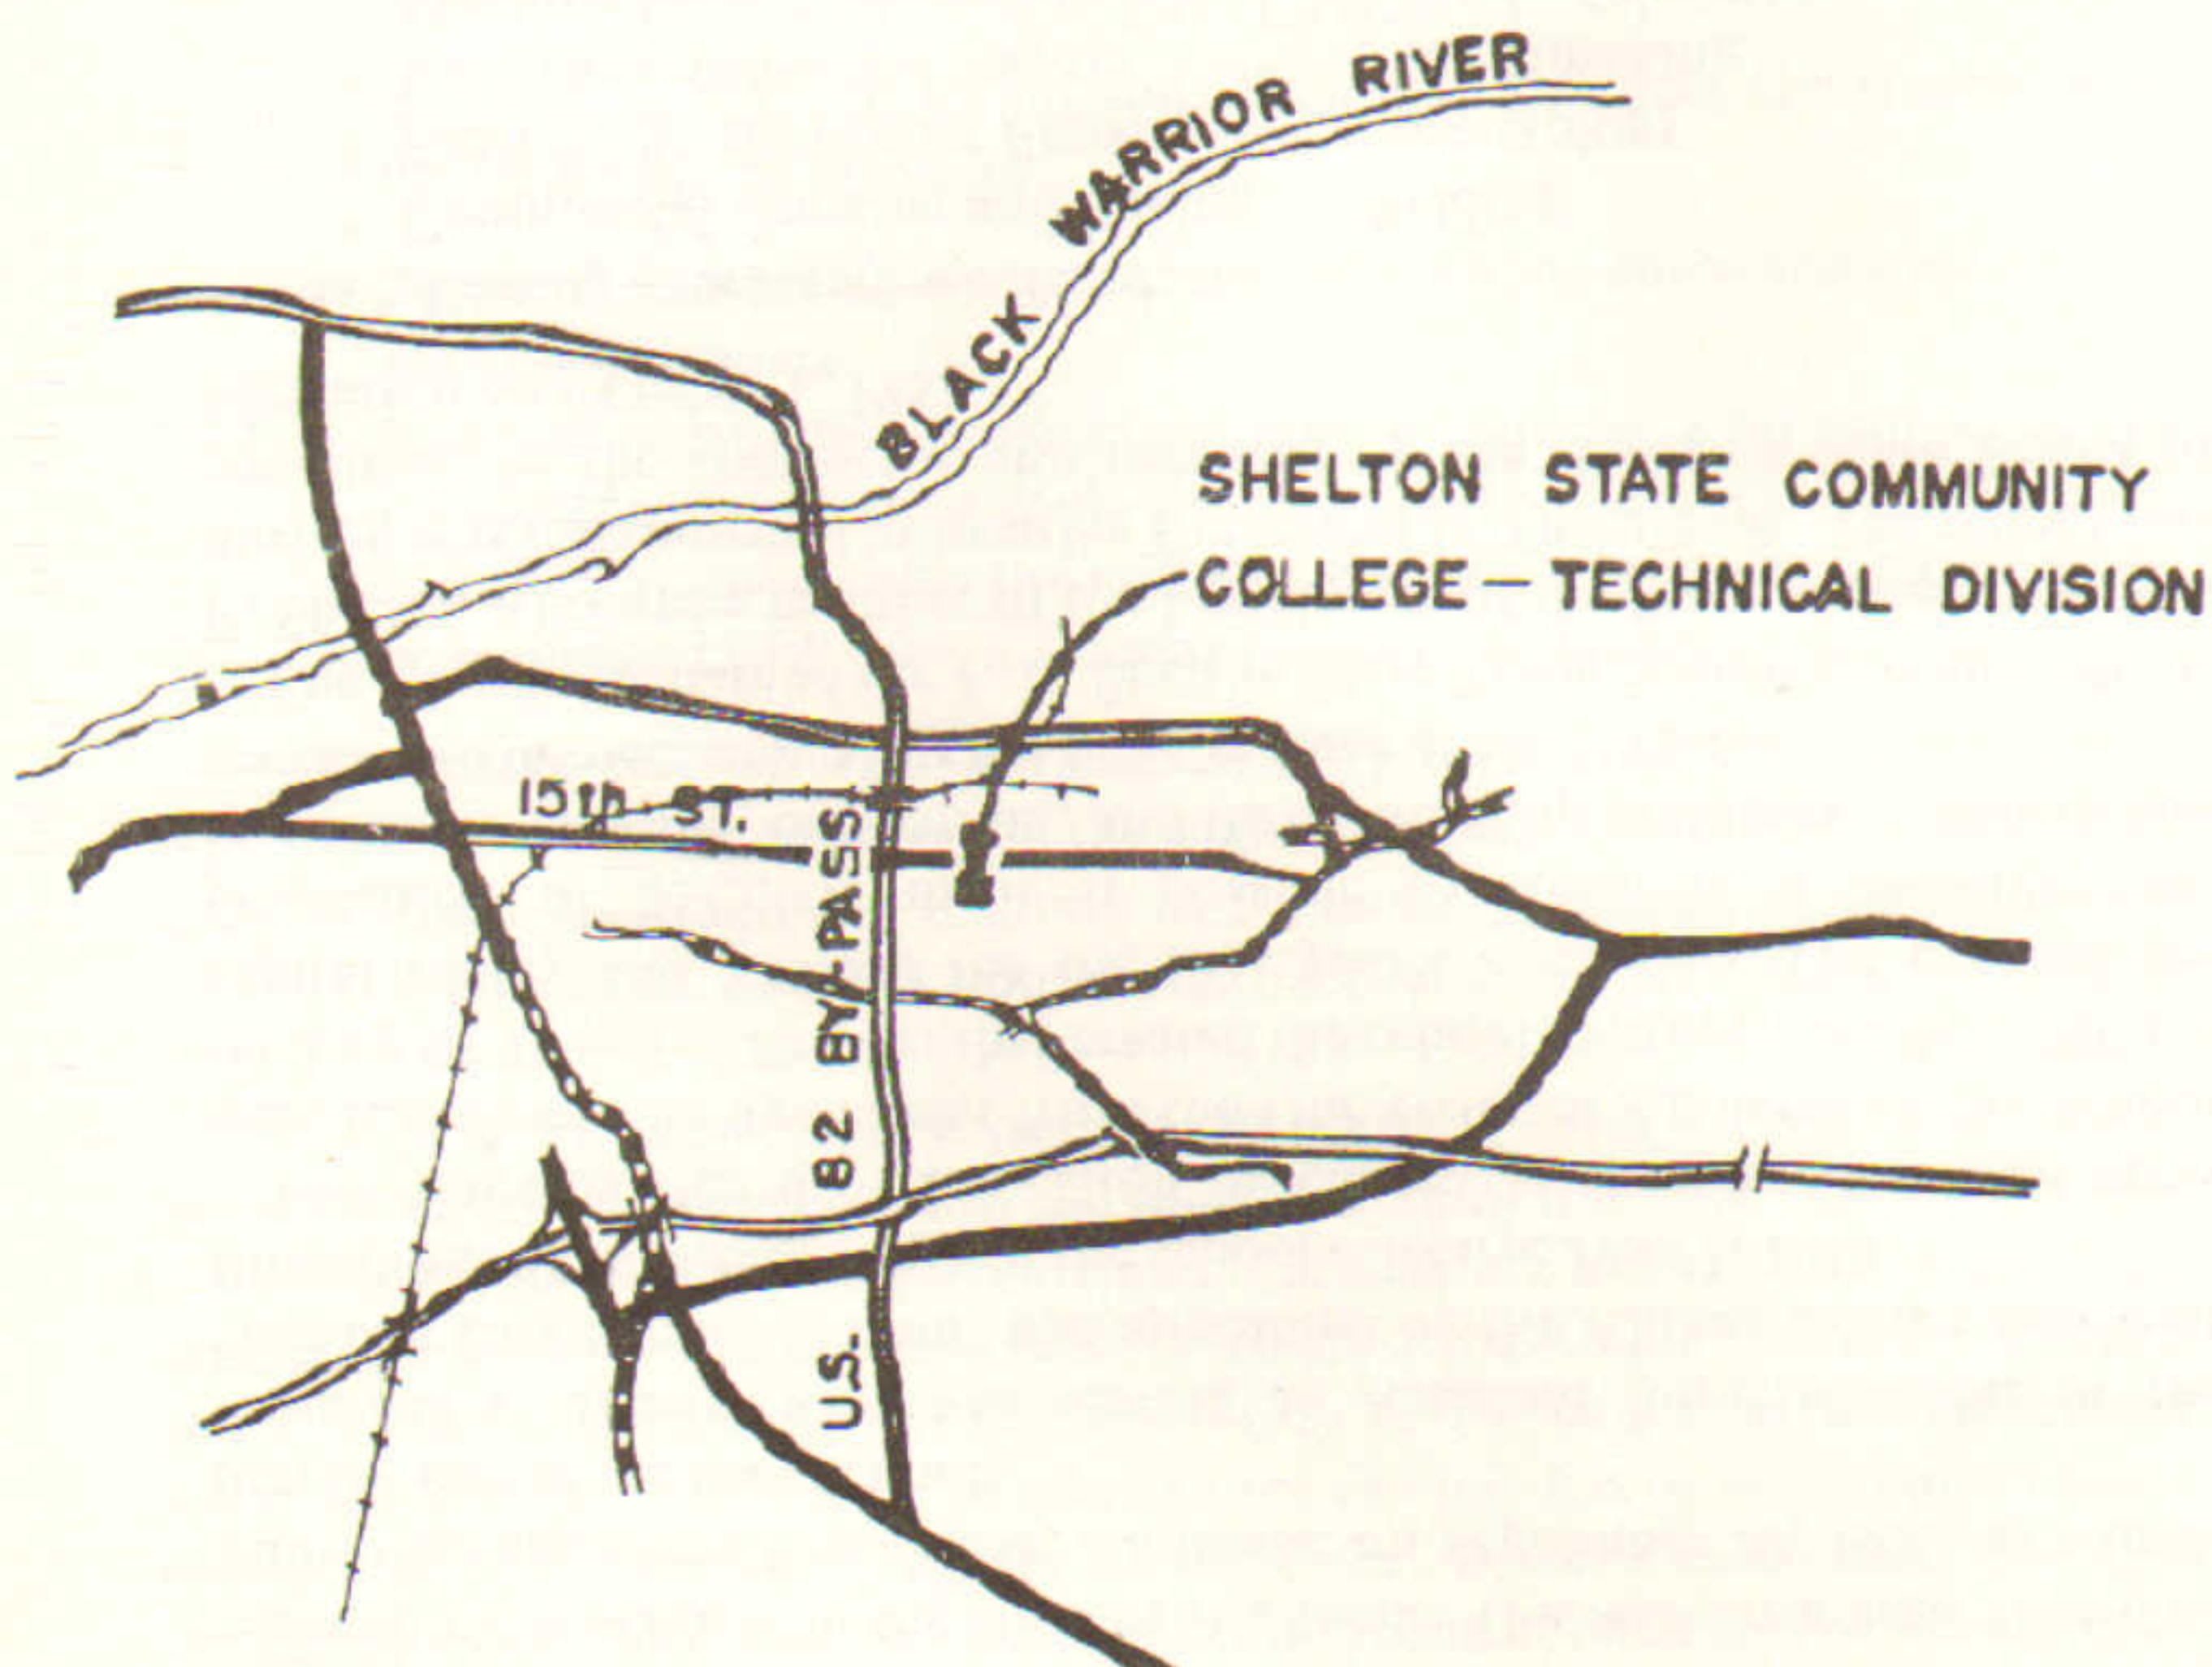 BLACK WARRIOR RIVER
SHELTON STATE COMMUNITY
COLLEGE — TECHNICAL DIVISION
15th ST.
U.S. 82 BY-PASS